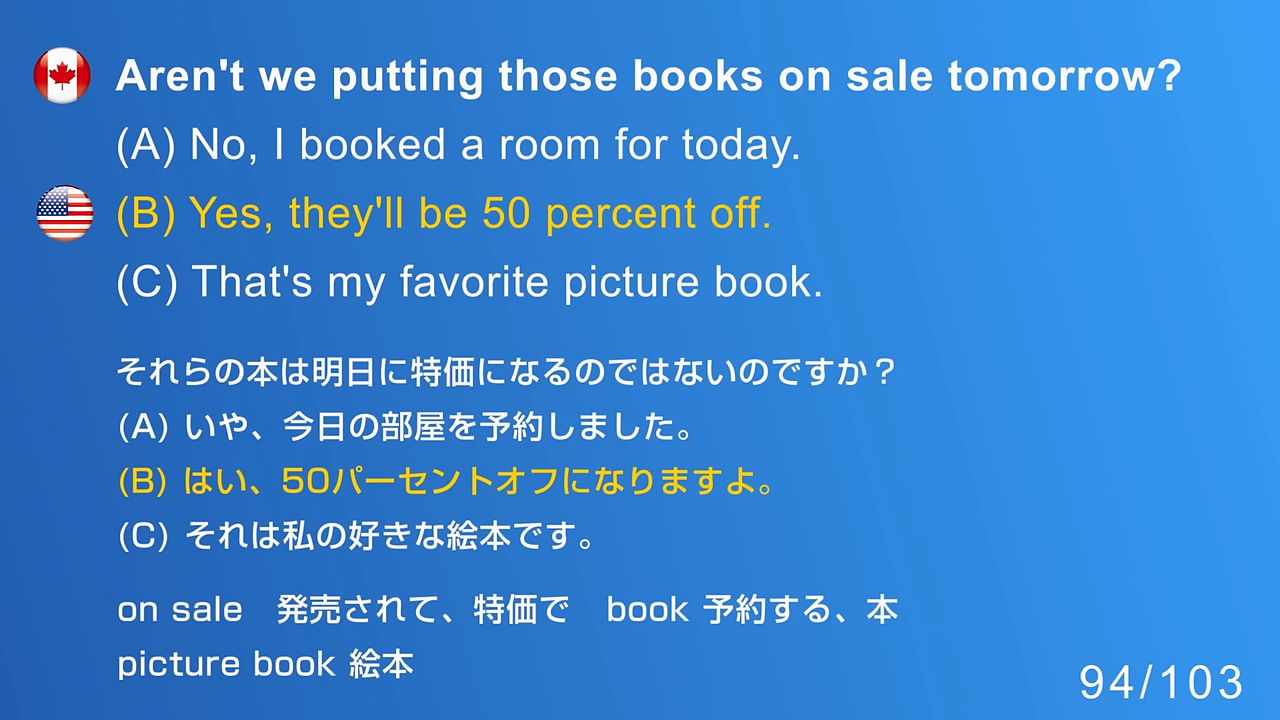 Aren't we putting those books on sale tomorrow?
(A) No, I booked a room for today.
(B) Yes, they'll be 50 percent off.
(C) That's my favorite picture book.
それらの本は明日に特価になるのではないのですか？
(A) いや、今日の部屋を予約しました。
(B) はい、50パーセントオフになりますよ。
(C) それは私の好きな絵本です。
on sale　発売されて、特価で　book 予約する、本
picture book 絵本
94/103